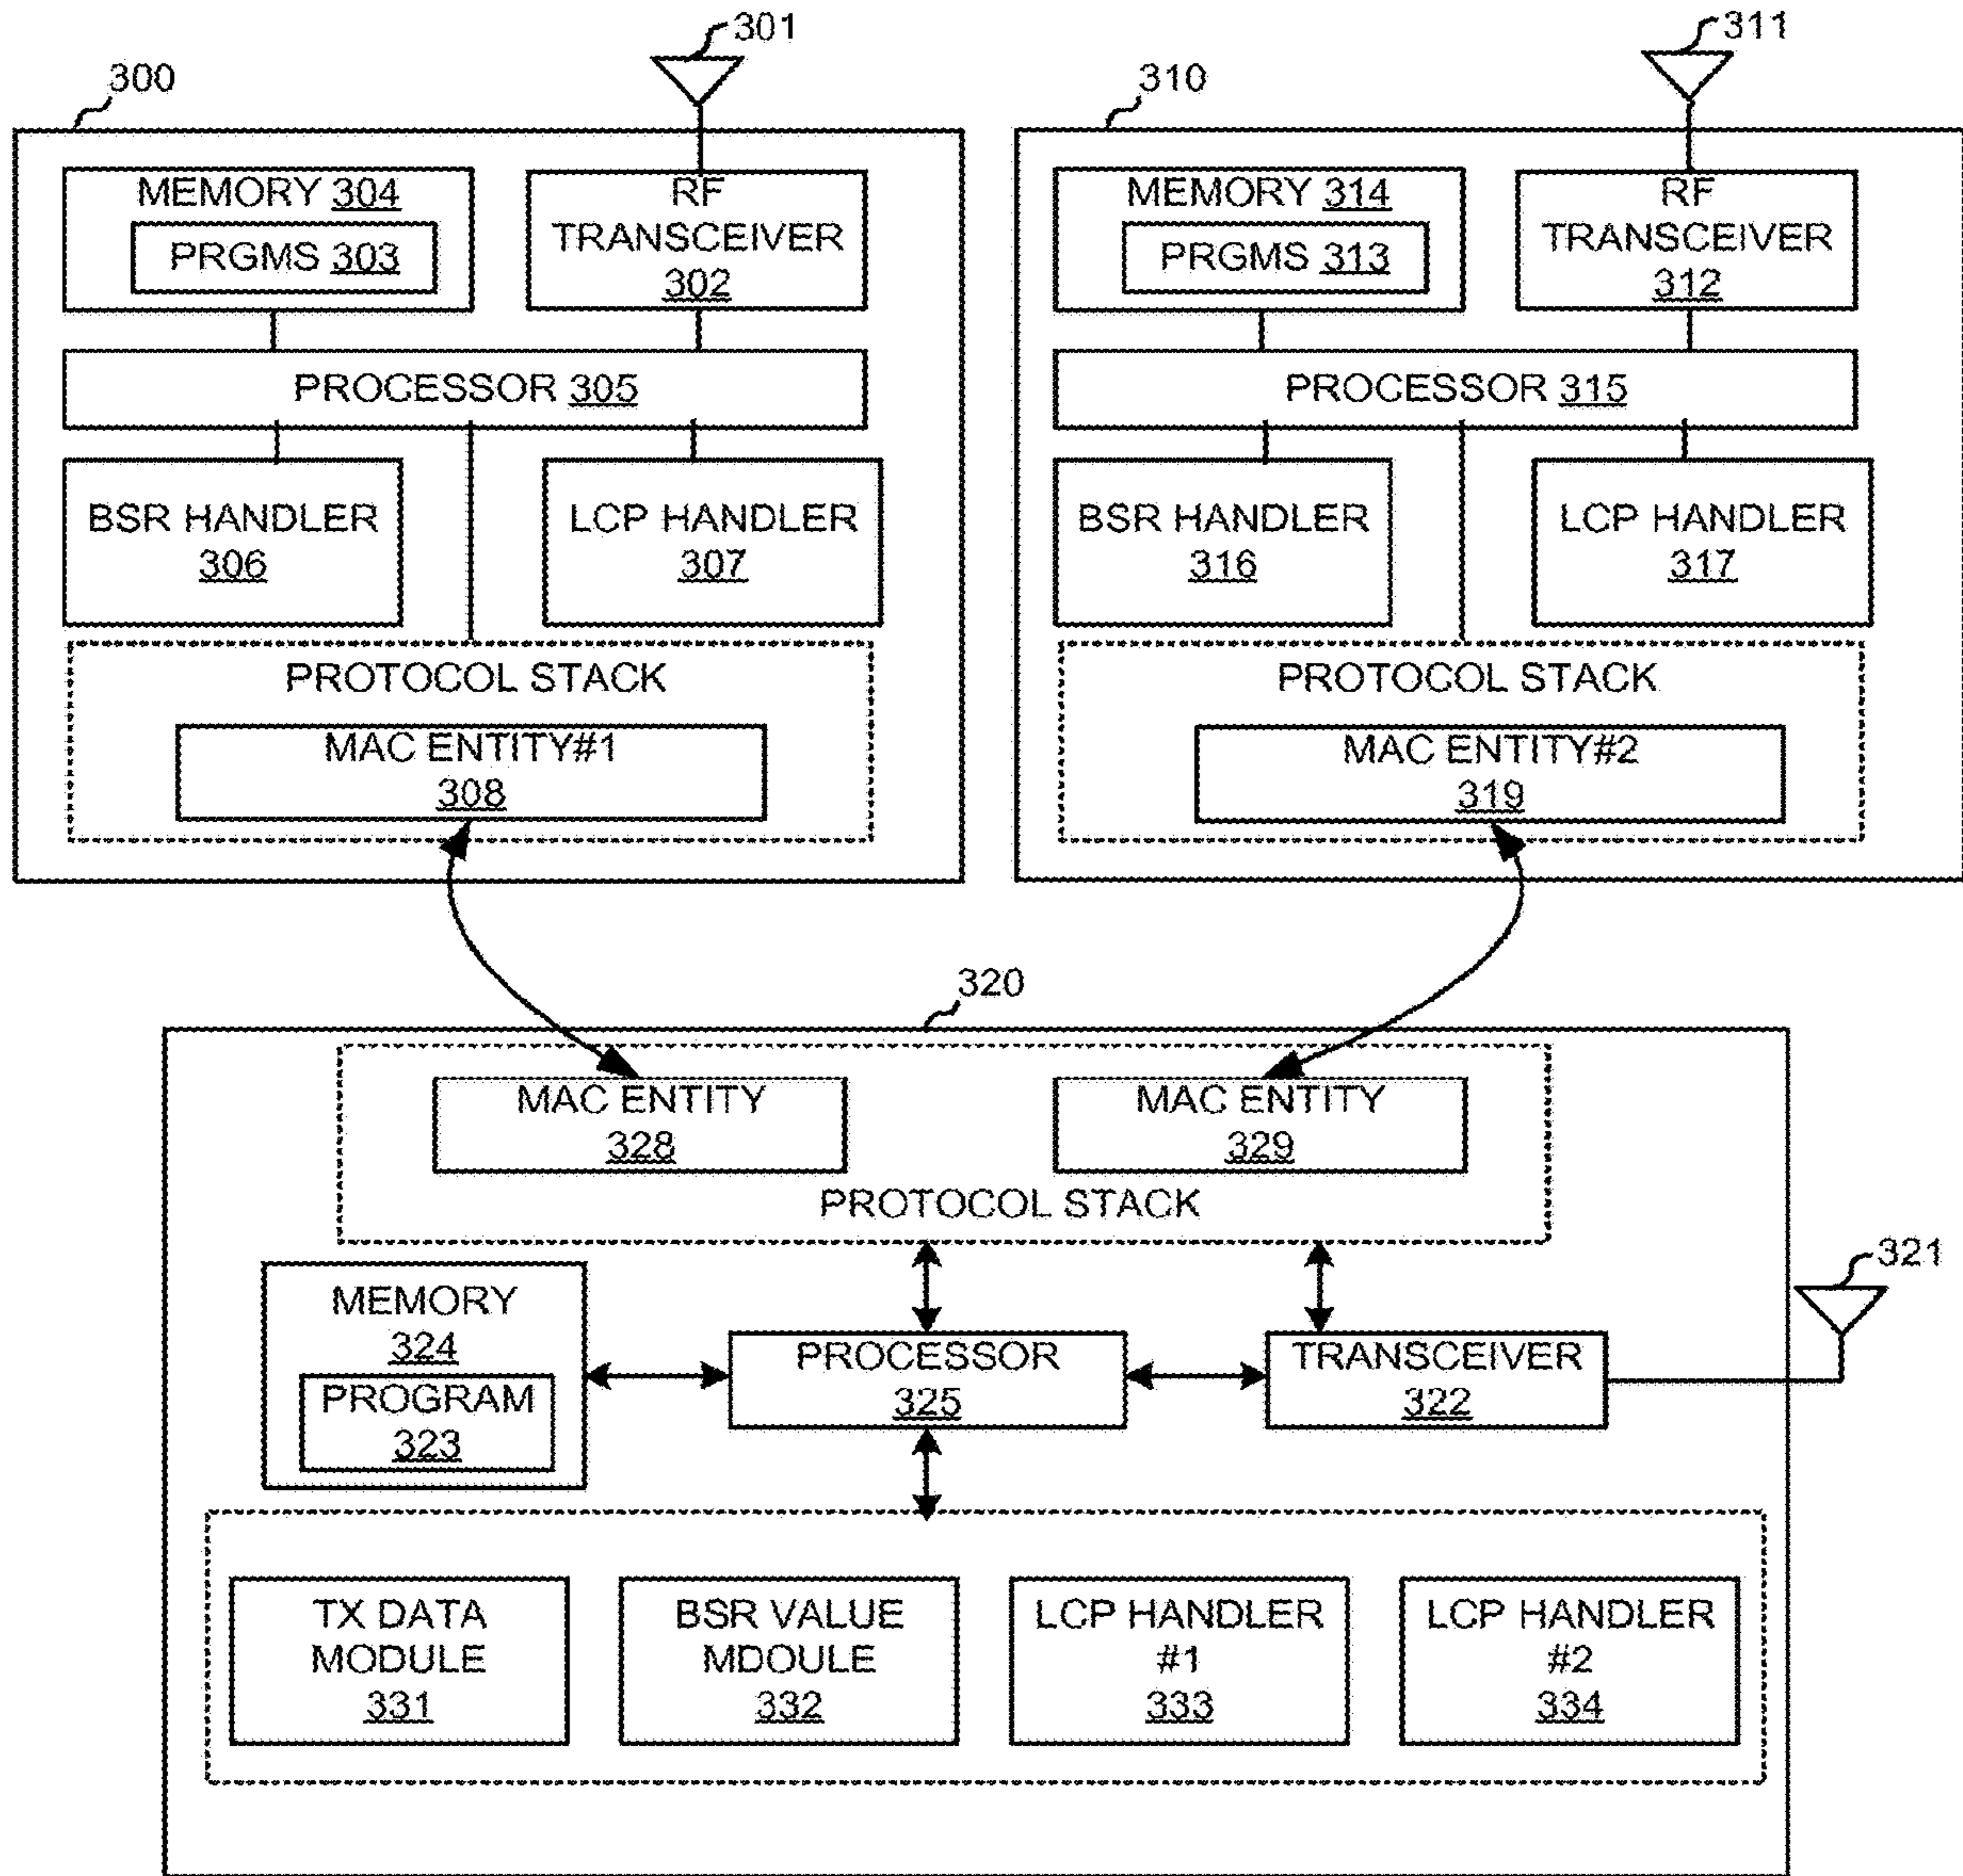 301
300
MEMORY 304
PRGMS 303
RF
TRANSCEIVER
302
PROCESSOR 305
BSR HANDLER
306
LCP HANDLER
307
PROTOCOL STACK
MAC ENTITY#1
308
311
310
MEMORY 314
PRGMS 313
RF
TRANSCEIVER
312
PROCESSOR 315
BSR HANDLER
316
LCP HANDLER
317
PROTOCOL STACK
MAC ENTITY#2
319
320
MAC ENTITY
328
MAC ENTITY
329
PROTOCOL STACK
MEMORY
324
PROGRAM
323
PROCESSOR
325
TRANSCEIVER
322
321
TX DATA
MODULE
331
BSR VALUE
MDOULE
332
LCP HANDLER
#1
333
LCP HANDLER
#2
334